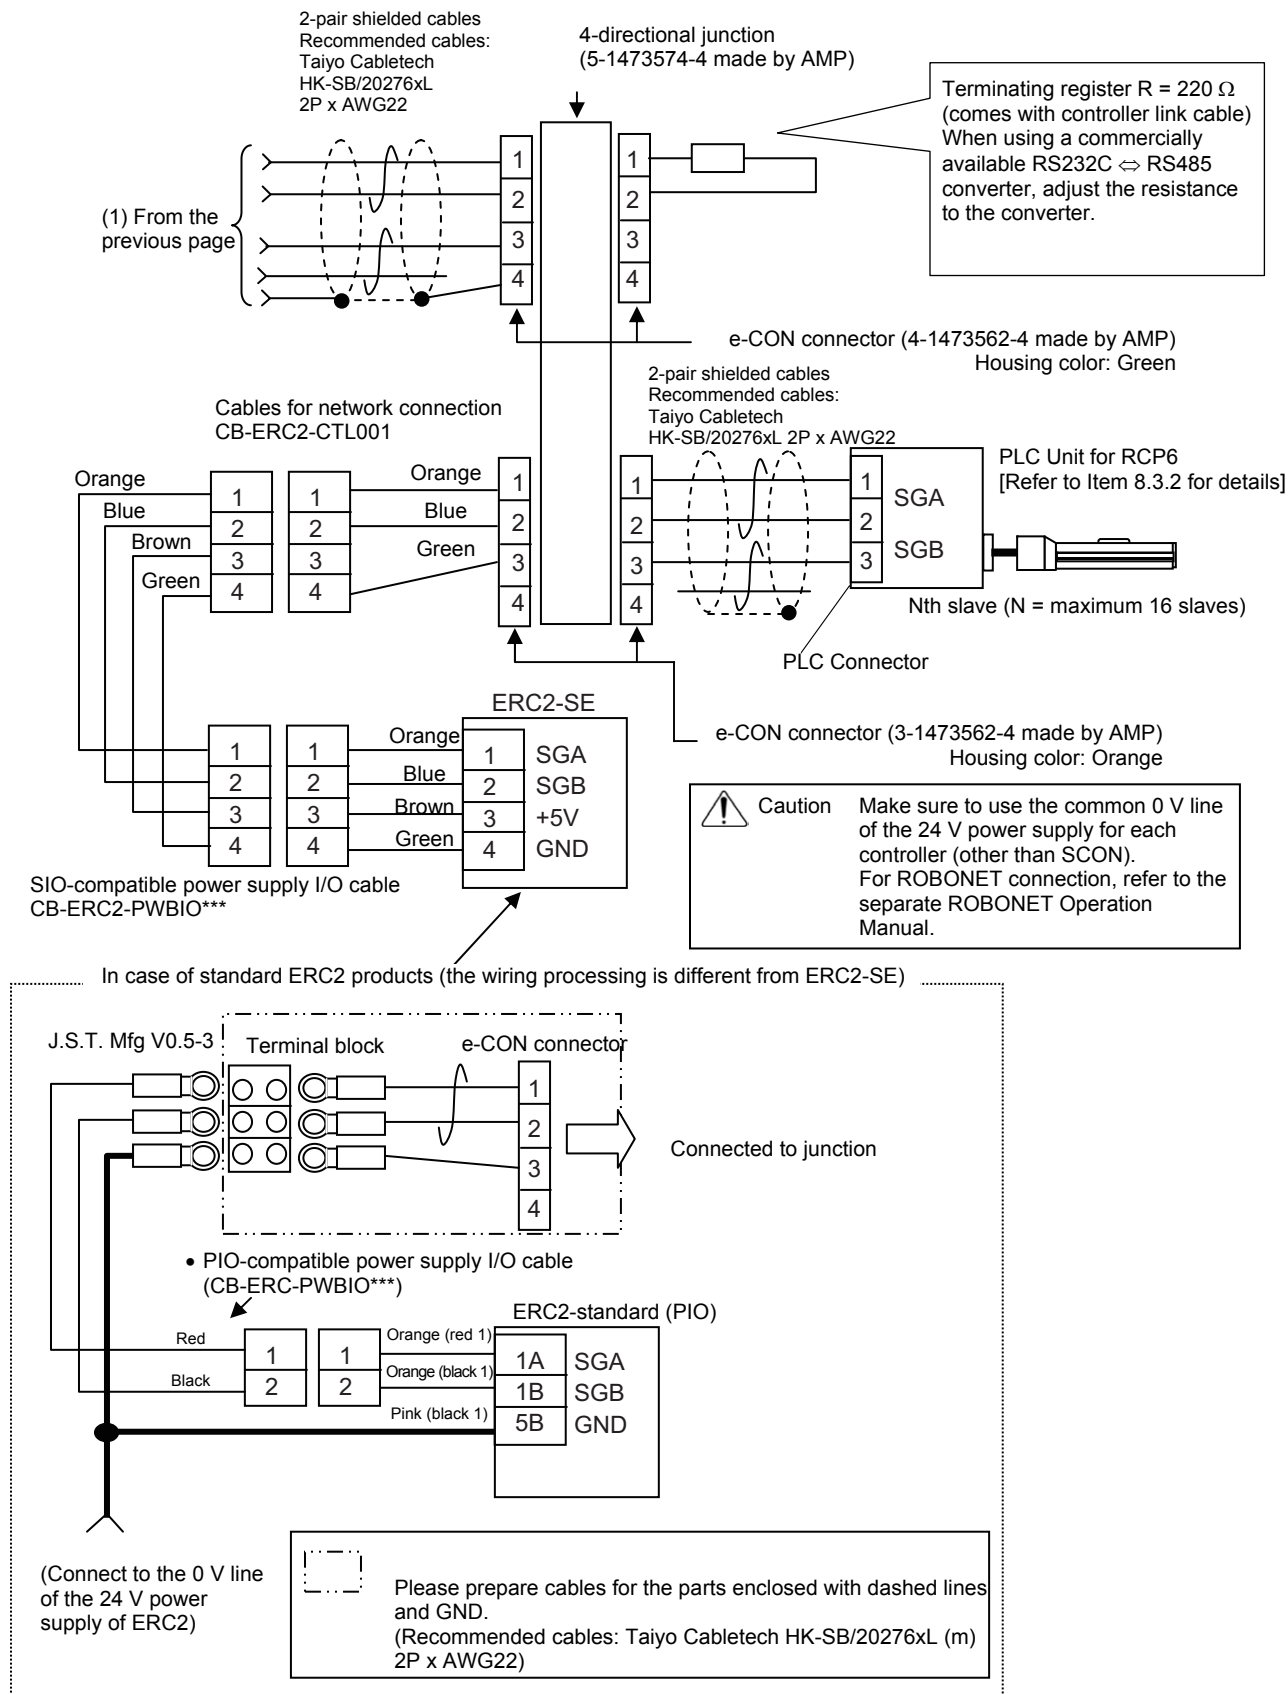 2-pair shielded cables
Recommended cables:
Taiyo Cabletech
HK-SB/20276xL
2P x AWG22
4-directional junction
(5-1473574-4 made by AMP)
Terminating register R = 220 Ω
(comes with controller link cable)
When using a commercially
available RS232C ⇔ RS485
converter, adjust the resistance
to the converter.
(1) From the
previous page
1
2
3
4
1
2
3
4
e-CON connector (4-1473562-4 made by AMP)
Housing color: Green
2-pair shielded cables
Recommended cables:
Taiyo Cabletech
HK-SB/20276xL 2P x AWG22
Cables for network connection
CB-ERC2-CTL001
Orange
Blue
Brown
Green
1
2
3
4
1
2
3
4
Orange
Blue
Green
1
2
3
4
1
2
3
4
1
2
3
SGA
SGB
PLC Unit for RCP6
[Refer to Item 8.3.2 for details]
Nth slave (N = maximum 16 slaves)
PLC Connector
ERC2-SE
1
2
3
4
1
2
3
4
Orange
Blue
Brown
Green
1 SGA
2 SGB
3 +5V
4 GND
e-CON connector (3-1473562-4 made by AMP)
Housing color: Orange
Caution
Make sure to use the common 0 V line
of the 24 V power supply for each
controller (other than SCON).
For ROBONET connection, refer to the
separate ROBONET Operation
Manual.
SIO-compatible power supply I/O cable
CB-ERC2-PWBIO***
In case of standard ERC2 products (the wiring processing is different from ERC2-SE)
J.S.T. Mfg V0.5-3
Terminal block
e-CON connector
1
2
3
4
Connected to junction
• PIO-compatible power supply I/O cable
(CB-ERC-PWBIO***)
ERC2-standard (PIO)
Red
Black
1
2
1
2
Orange (red 1)
Orange (black 1)
Pink (black 1)
1A SGA
1B SGB
5B GND
(Connect to the 0 V line
of the 24 V power
supply of ERC2)
Please prepare cables for the parts enclosed with dashed lines
and GND.
(Recommended cables: Taiyo Cabletech HK-SB/20276xL (m)
2P x AWG22)